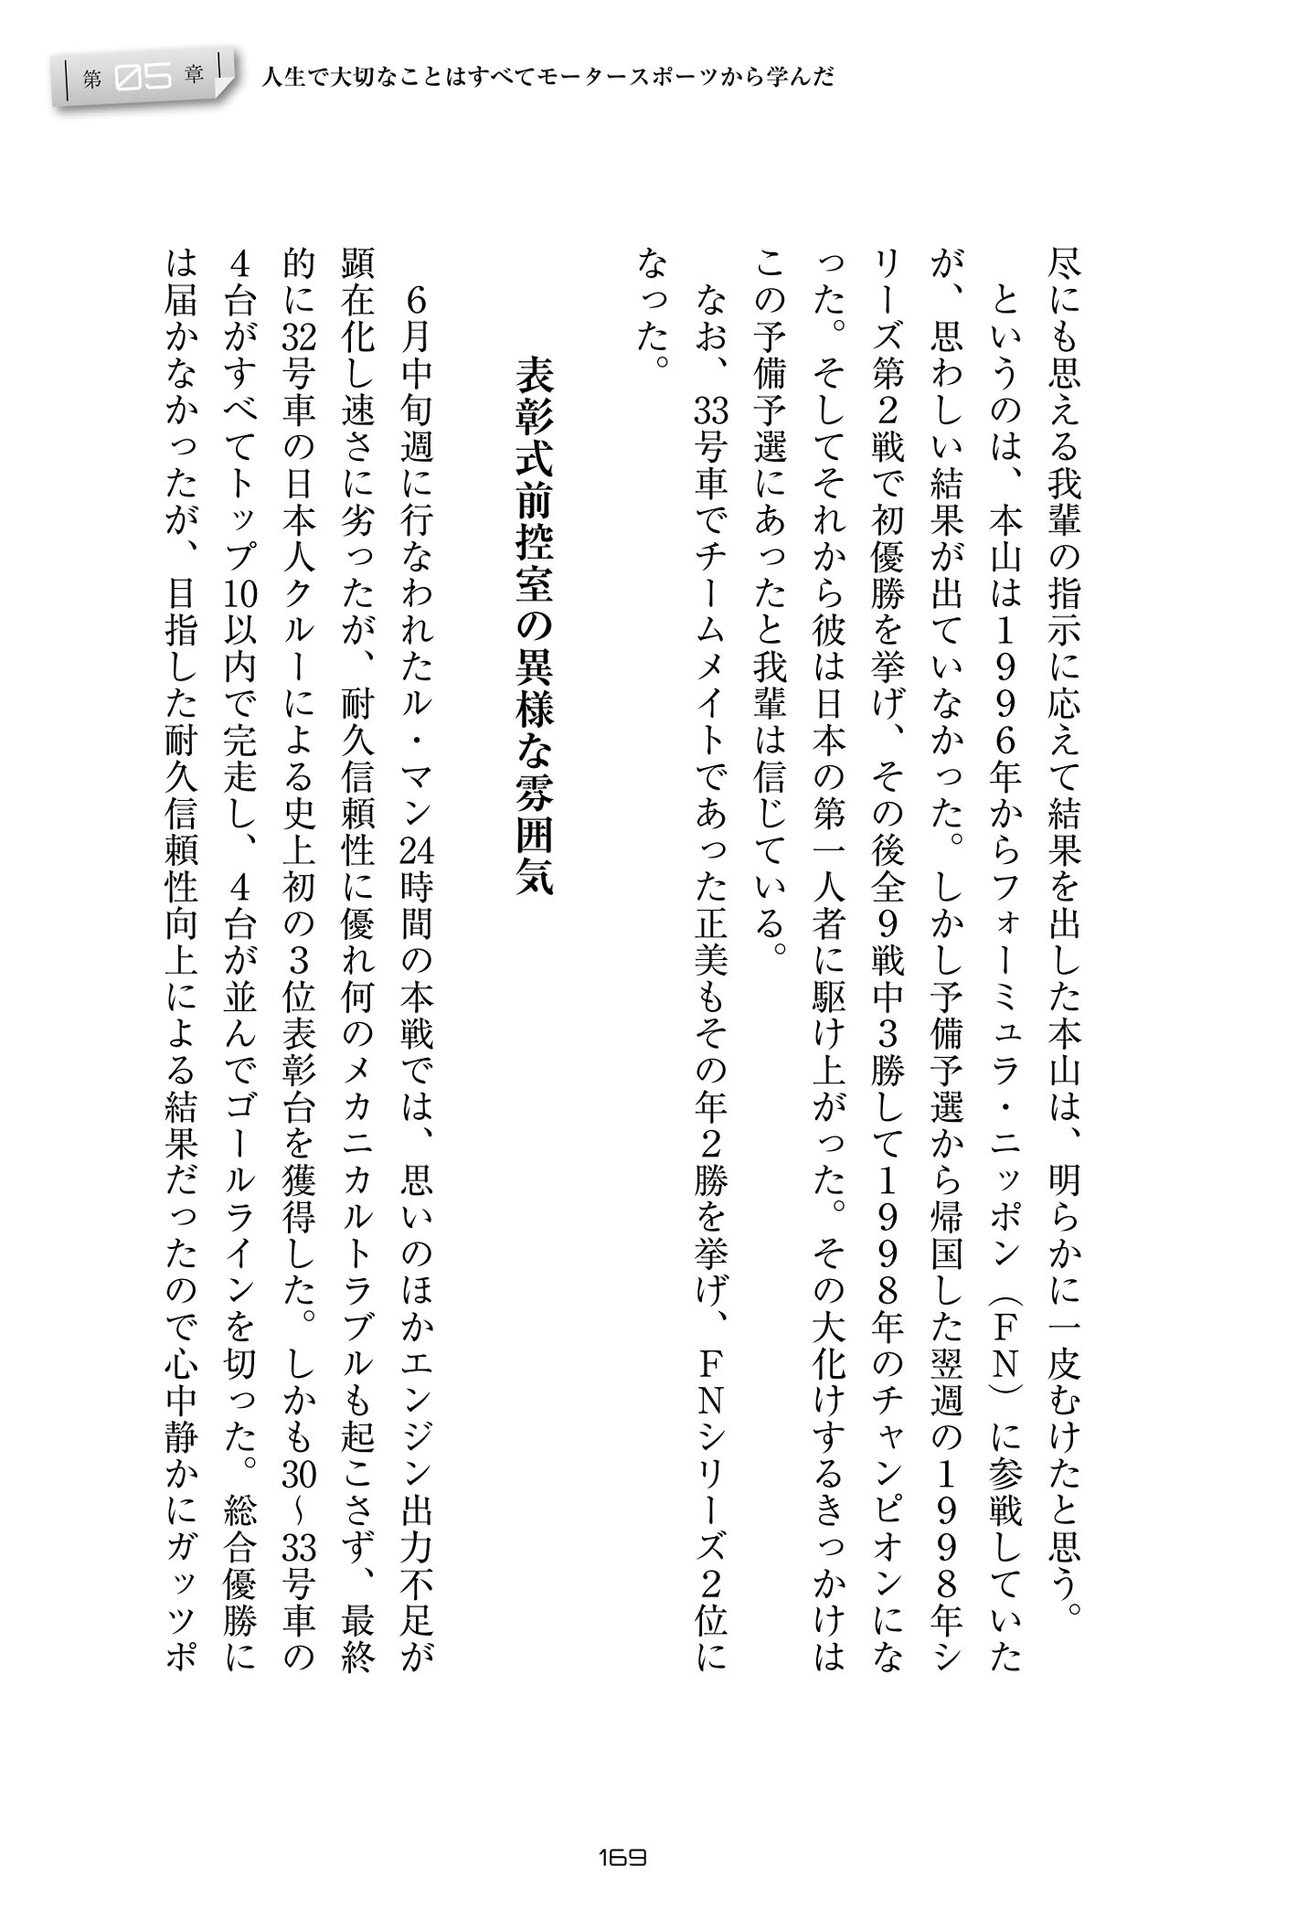 第05章
人生で大切なことはすべてモータースポーツから学んだ
尽にも思える我輩の指示に応えて結果を出した本山は、明らかに一皮むけたと思う。
というのは、本山は1996年からフォーミュラ・ニッポン（FN）に参戦していた
が、思わしい結果が出ていなかった。しかし予備予選から帰国した翌週の1998年シ
リーズ第2戦で初優勝を挙げ、その後全9戦中3勝して1998年のチャンピオンにな
った。そしてそれから彼は日本の第一人者に駆け上がった。その大化けするきっかけは
この予備予選にあったと我輩は信じている。
なお、33号車でチームメイトであった正美もその年2勝を挙げ、FNシリーズ2位に
なった。
表彰式前控室の異様な雰囲気
6月中旬週に行なわれたル・マン24時間の本戦では、思いのほかエンジン出力不足が
顕在化し速さに劣ったが、耐久信頼性に優れ何のメカニカルトラブルも起こさず、最終
的に32号車の日本人クルーによる史上初の3位表彰台を獲得した。しかも30〜33号車の
4台がすべてトップ10以内で完走し、4台が並んでゴールラインを切った。総合優勝に
は届かなかったが、目指した耐久信頼性向上による結果だったので心中静かにガッツポ
169